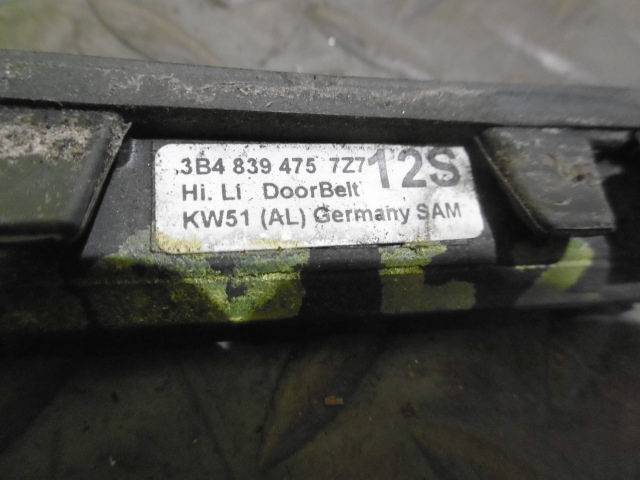 3B4 839 475 7Z7 12S
Hi. Li DoorBelt
KW51 (AL) Germany SAM